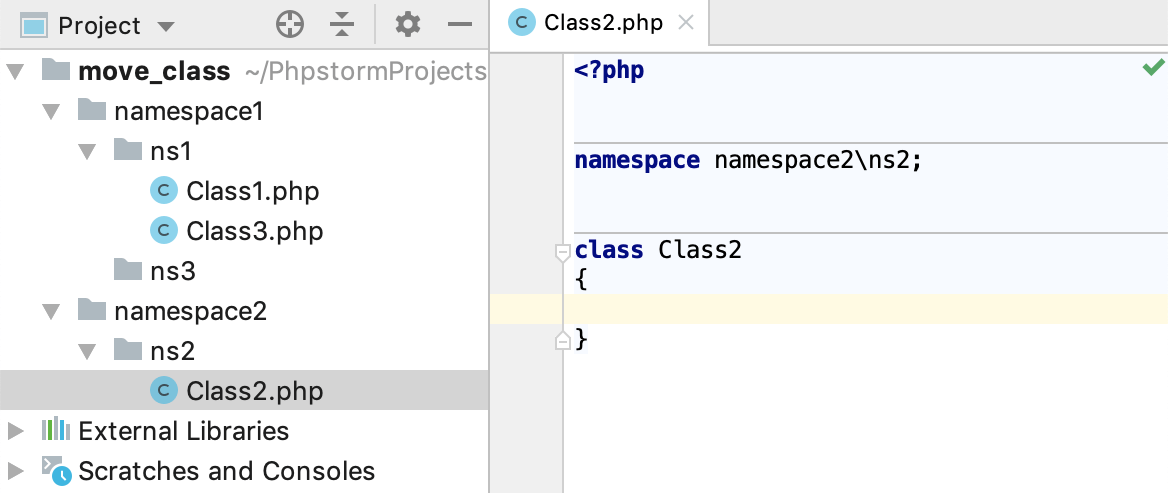 Project
move_class ~/PhpstormProjects
namespace1
ns1
C Class1.php
C Class3.php
ns3
namespace2
ns2
C Class2.php
External Libraries
Scratches and Consoles
C Class2.php
<?php
namespace namespace2\ns2;
class Class2
{
}